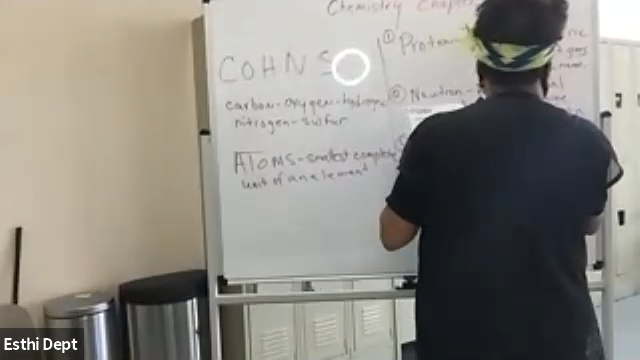 Chemistry Chapter
COHNS
carbon-oxygen-hydrogen
nitrogen-sulfur
ATOMS-smallest complete
unit of an element
① Proton
② Neutron-
name.
Esthi Dept